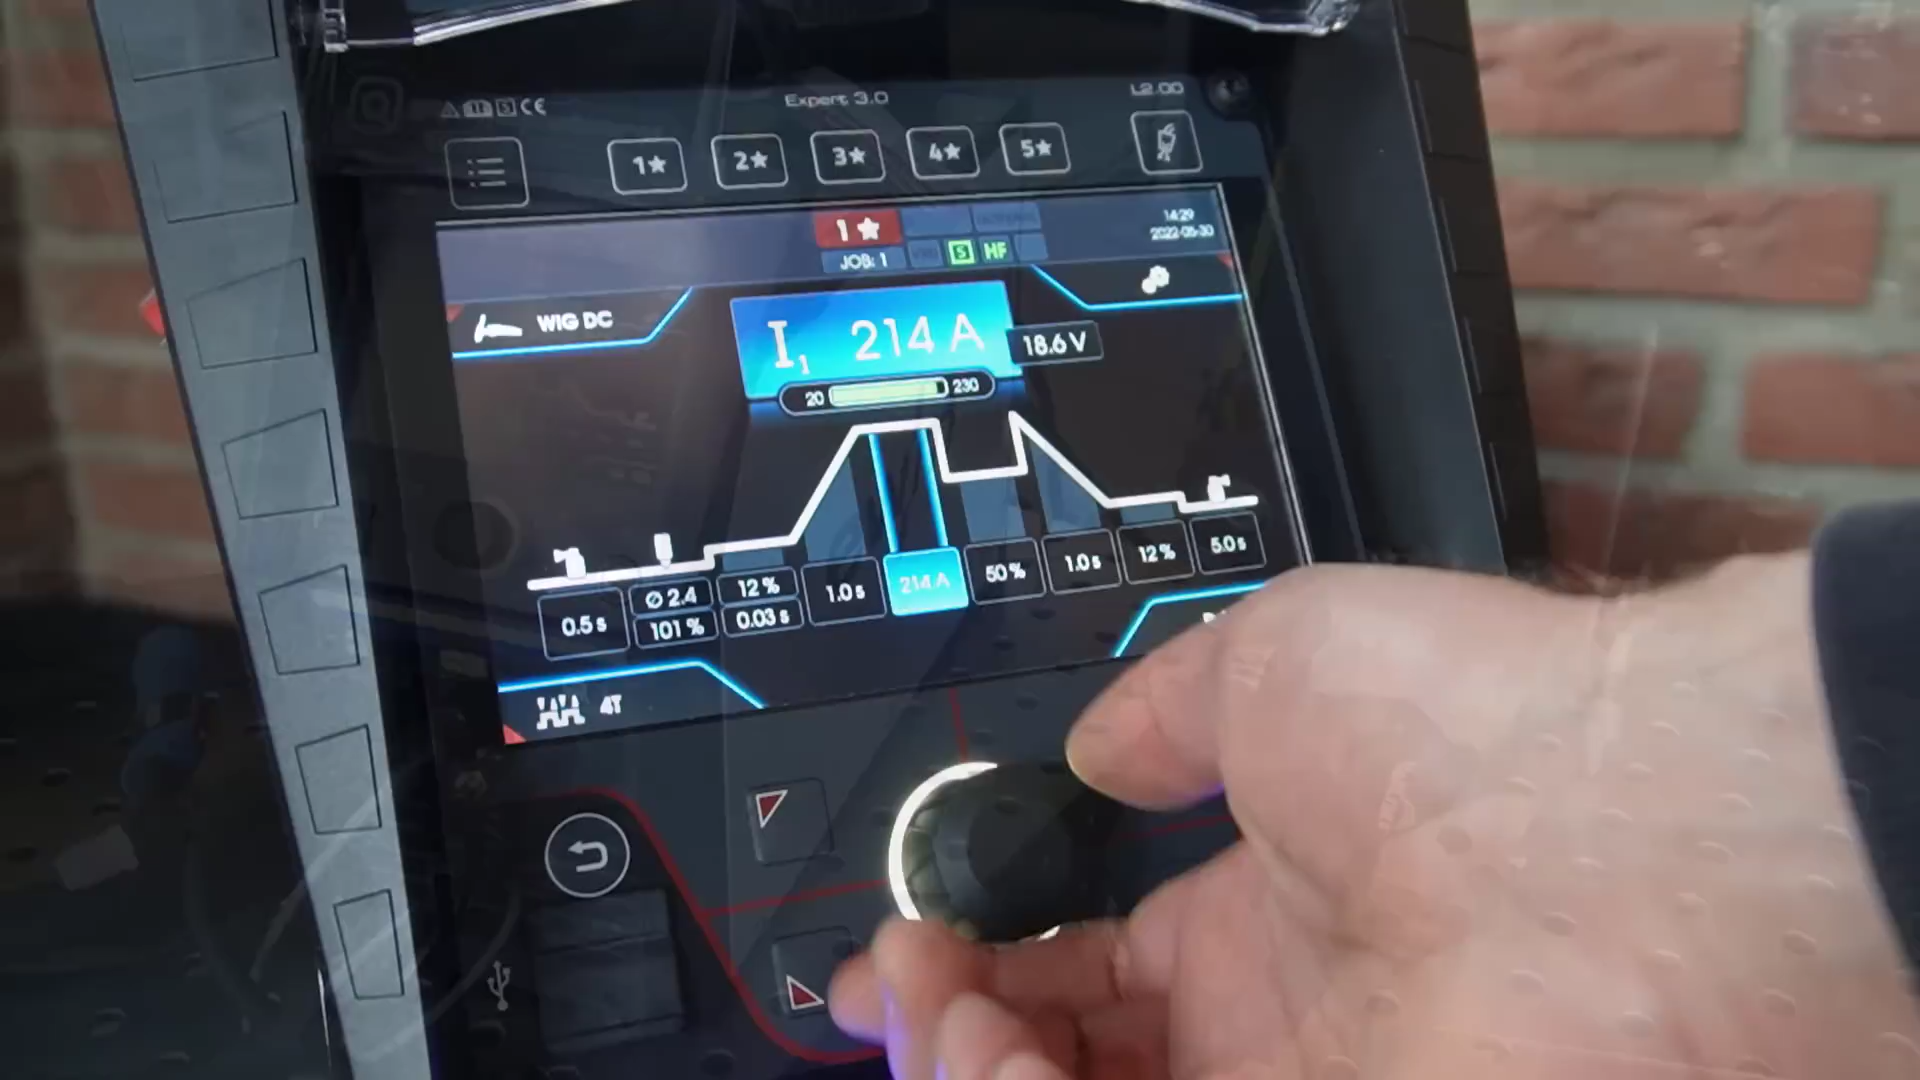 CE
Expert 3.0
L2.00
1★
2★
3★
4★
5★
1★
JOB: 1
S
HF
14:29
2022-05-30
WIG DC
I1 214 A
18.6 V
20
230
0.5 s
Ø 2.4
101 %
12 %
0.03 s
1.0 s
214 A
50 %
1.0 s
12 %
5.0 s
4T